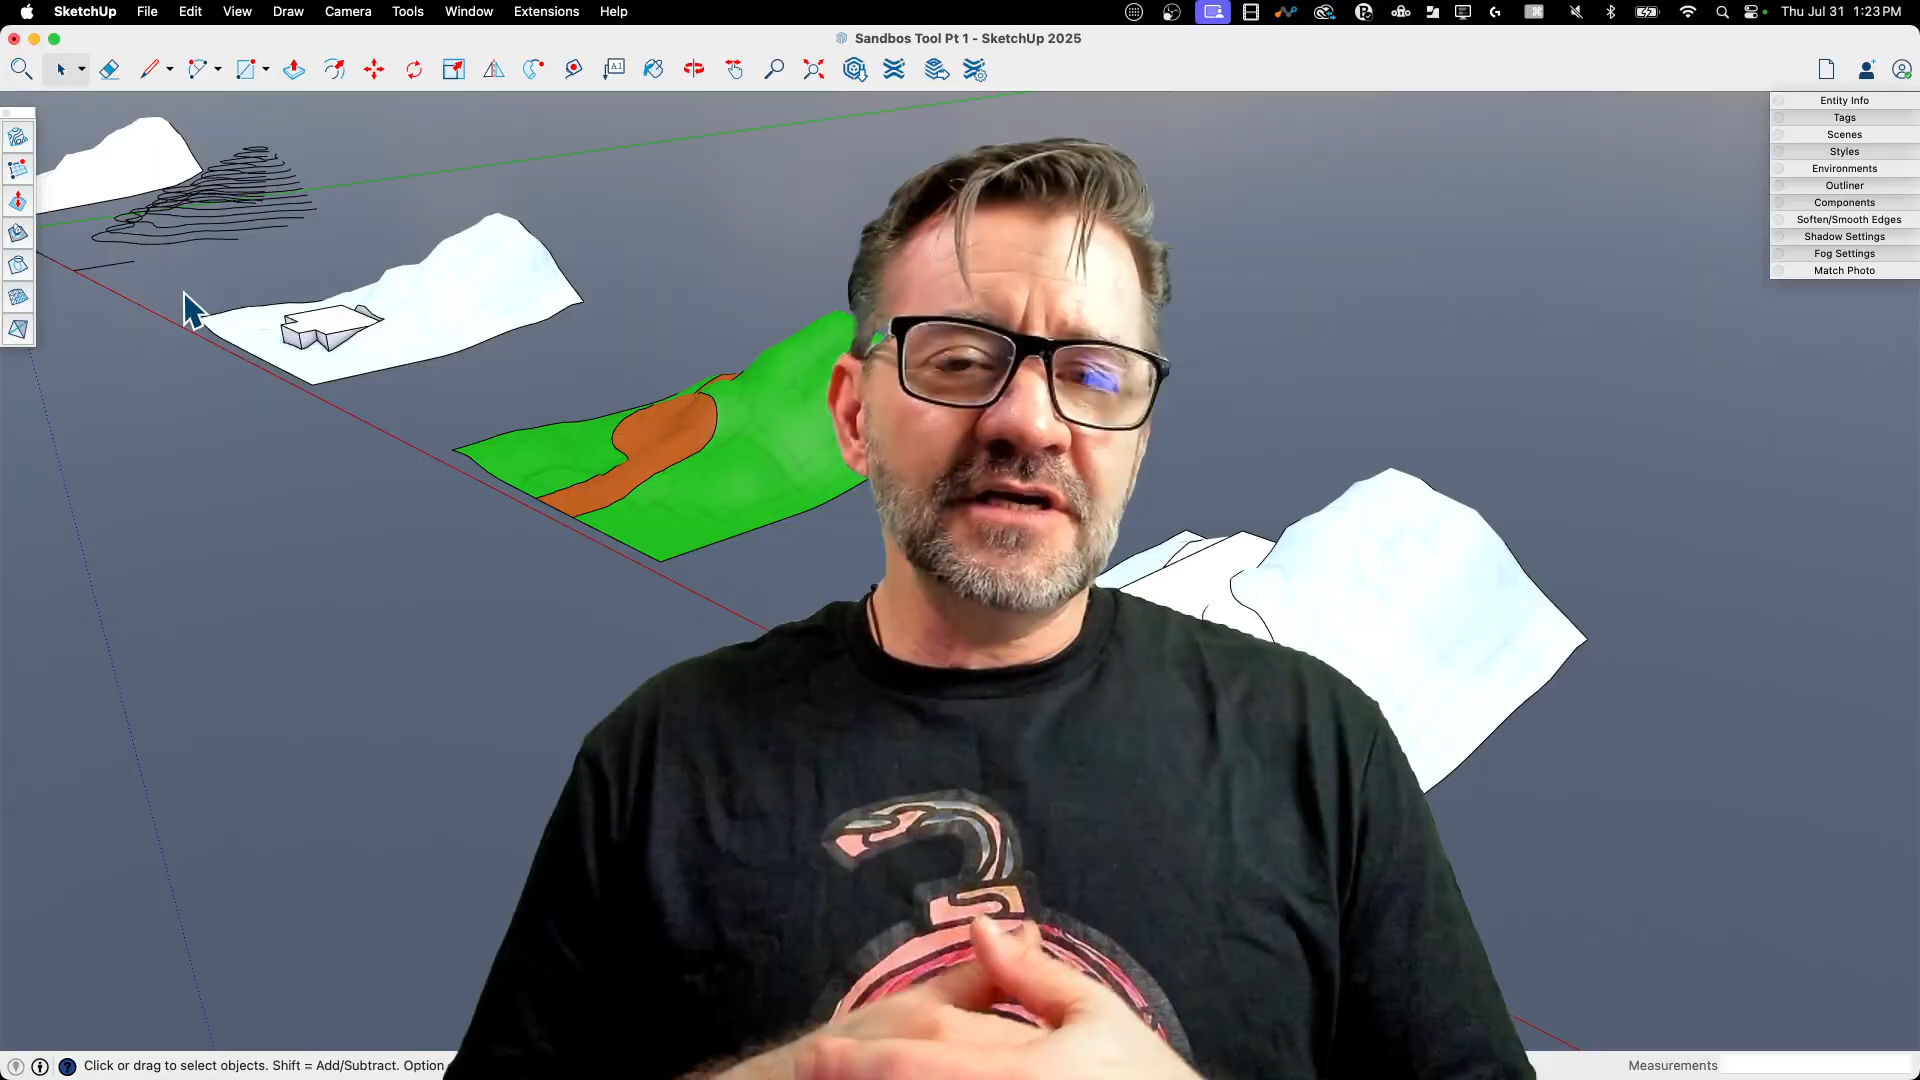 SketchUp File Edit View Draw Camera Tools Window Extensions Help Thu Jul 31 1:23 PM
Sandbos Tool Pt 1 - SketchUp 2025
A1
Entity Info
Tags
Scenes
Styles
Environments
Outliner
Components
Soften/Smooth Edges
Shadow Settings
Fog Settings
Match Photo
Click or drag to select objects. Shift = Add/Subtract. Option
Measurements